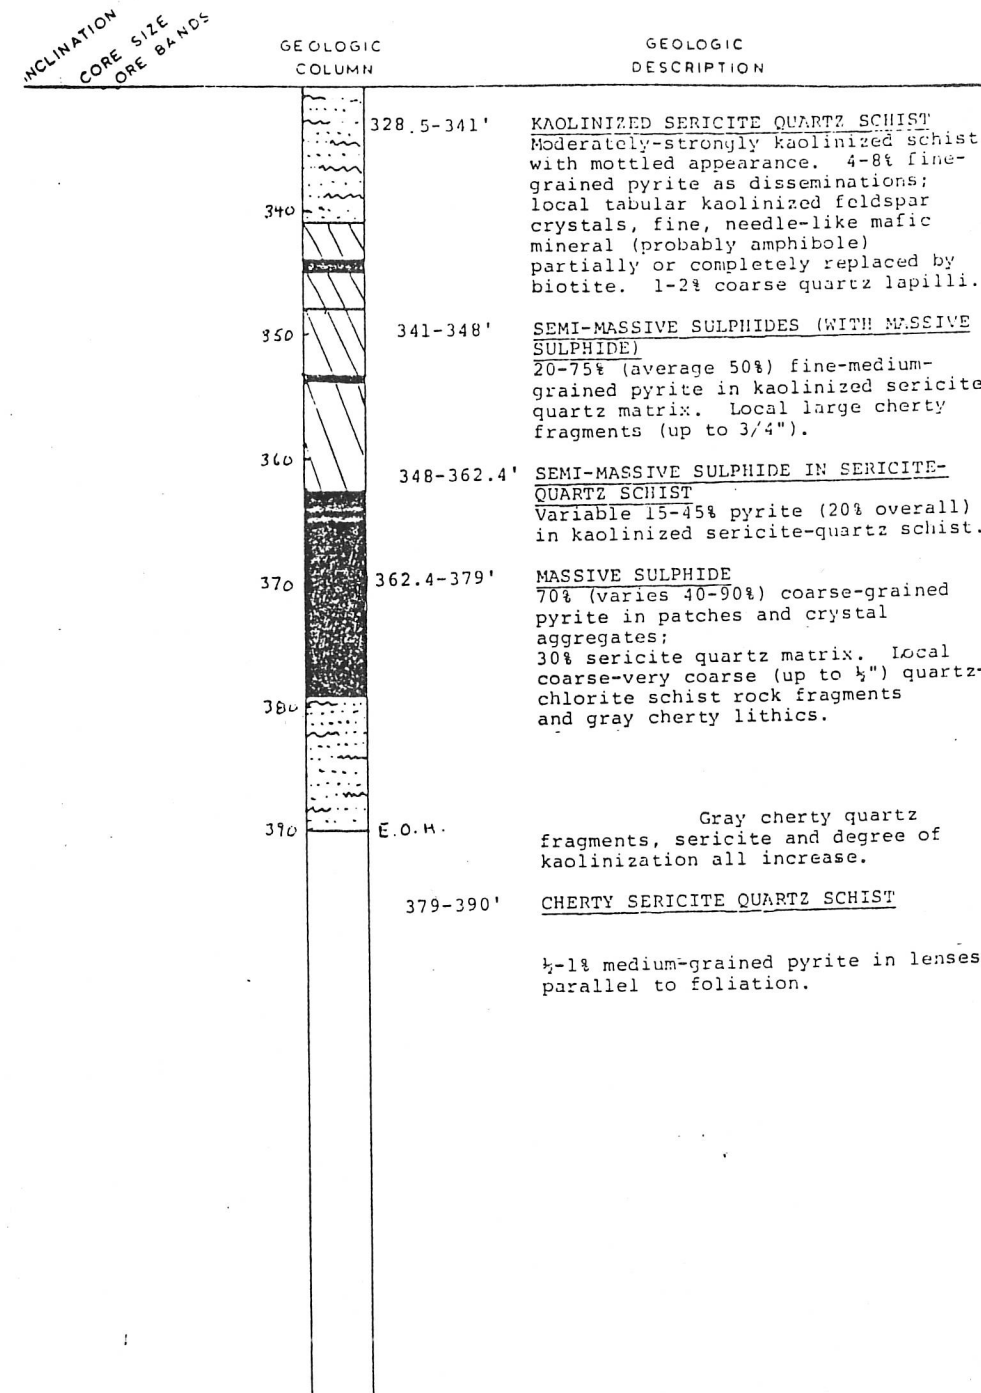 INCLINATION
CORE SIZE
ORE BANDS
GEOLOGIC
COLUMN
GEOLOGIC
DESCRIPTION
328.5-341' KAOLINIZED SERICITE QUARTZ SCHIST
Moderately-strongly kaolinized schist
with mottled appearance. 4-8% fine-
grained pyrite as disseminations;
340 local tabular kaolinized feldspar
crystals, fine, needle-like mafic
mineral (probably amphibole)
partially or completely replaced by
biotite. 1-2% coarse quartz lapilli.
350 341-348' SEMI-MASSIVE SULPHIDES (WITH MASSIVE
SULPHIDE)
20-75% (average 50%) fine-medium-
grained pyrite in kaolinized sericite
quartz matrix. Local large cherty
fragments (up to 3/4").
360 348-362.4' SEMI-MASSIVE SULPHIDE IN SERICITE-
QUARTZ SCHIST
Variable 15-45% pyrite (20% overall)
in kaolinized sericite-quartz schist.
370 362.4-379' MASSIVE SULPHIDE
70% (varies 40-90%) coarse-grained
pyrite in patches and crystal
aggregates;
30% sericite quartz matrix. Local
coarse-very coarse (up to ½") quartz-
chlorite schist rock fragments
380 and gray cherty lithics.
Gray cherty quartz
390 E.O.H. fragments, sericite and degree of
kaolinization all increase.
379-390' CHERTY SERICITE QUARTZ SCHIST
½-1% medium-grained pyrite in lenses
parallel to foliation.